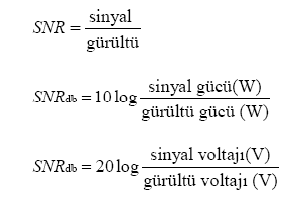 SNR = sinyal / gürültü
SNRdb = 10 log sinyal gücü(W) / gürültü gücü (W)
SNRdb = 20 log sinyal voltajı(V) / gürültü voltajı (V)